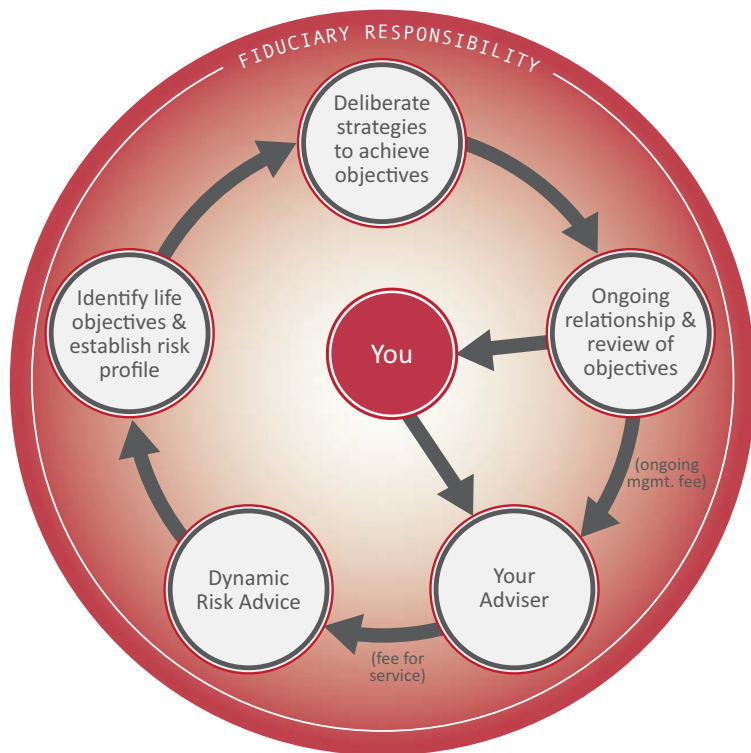 FIDUCIARY RESPONSIBILITY
Deliberate
strategies
to achieve
objectives
Identify life
objectives &
establish risk
profile
You
Ongoing
relationship &
review of
objectives
(ongoing
mgmt. fee)
Dynamic
Risk Advice
Your
Adviser
(fee for
service)